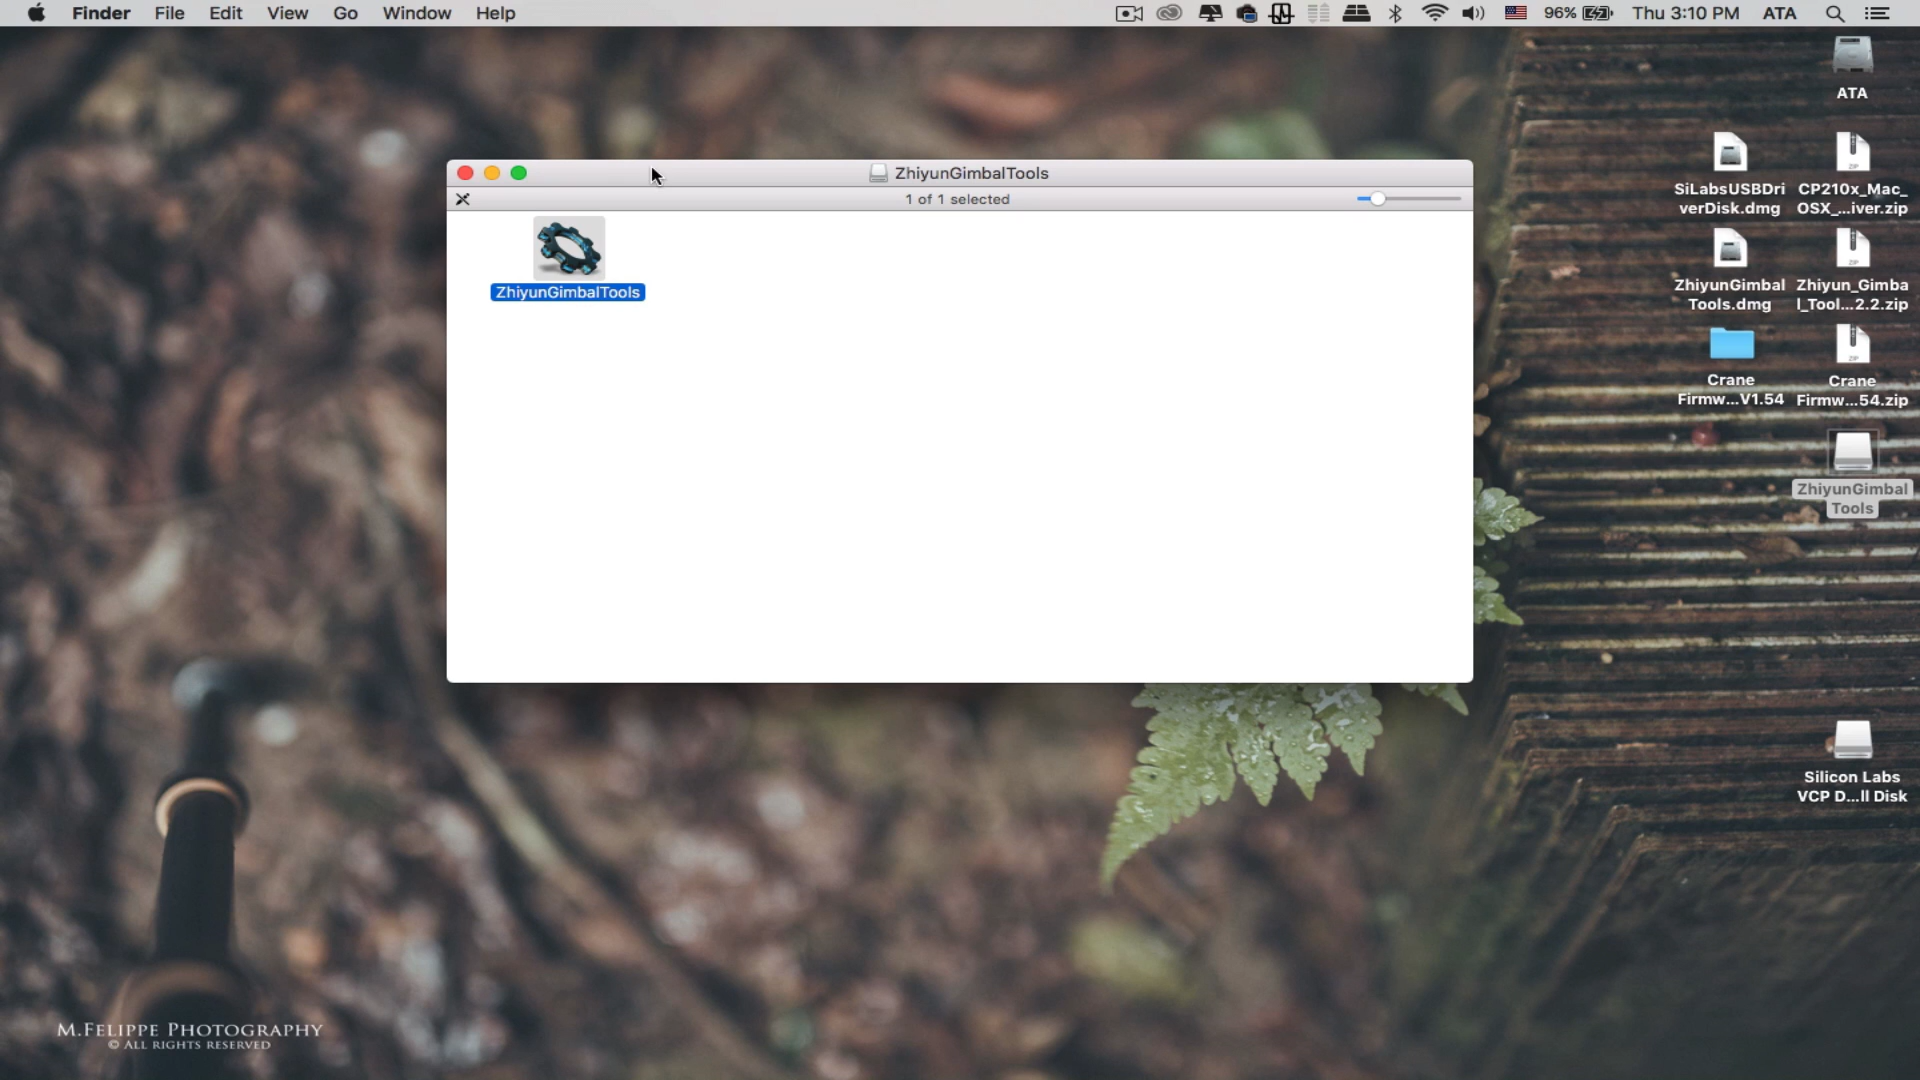 Finder File Edit View Go Window Help 96% Thu 3:10 PM ATA
ATA
ZhiyunGimbalTools
1 of 1 selected
ZhiyunGimbalTools
SiLabsUSBDri
verDisk.dmg
CP210x_Mac_
OSX_...iver.zip
ZhiyunGimbal
Tools.dmg
Zhiyun_Gimba
l_Tool...2.2.zip
Crane
Firmw...V1.54
Crane
Firmw...54.zip
ZhiyunGimbal
Tools
Silicon Labs
VCP D...ll Disk
M.FELIPPE PHOTOGRAPHY
© ALL RIGHTS RESERVED